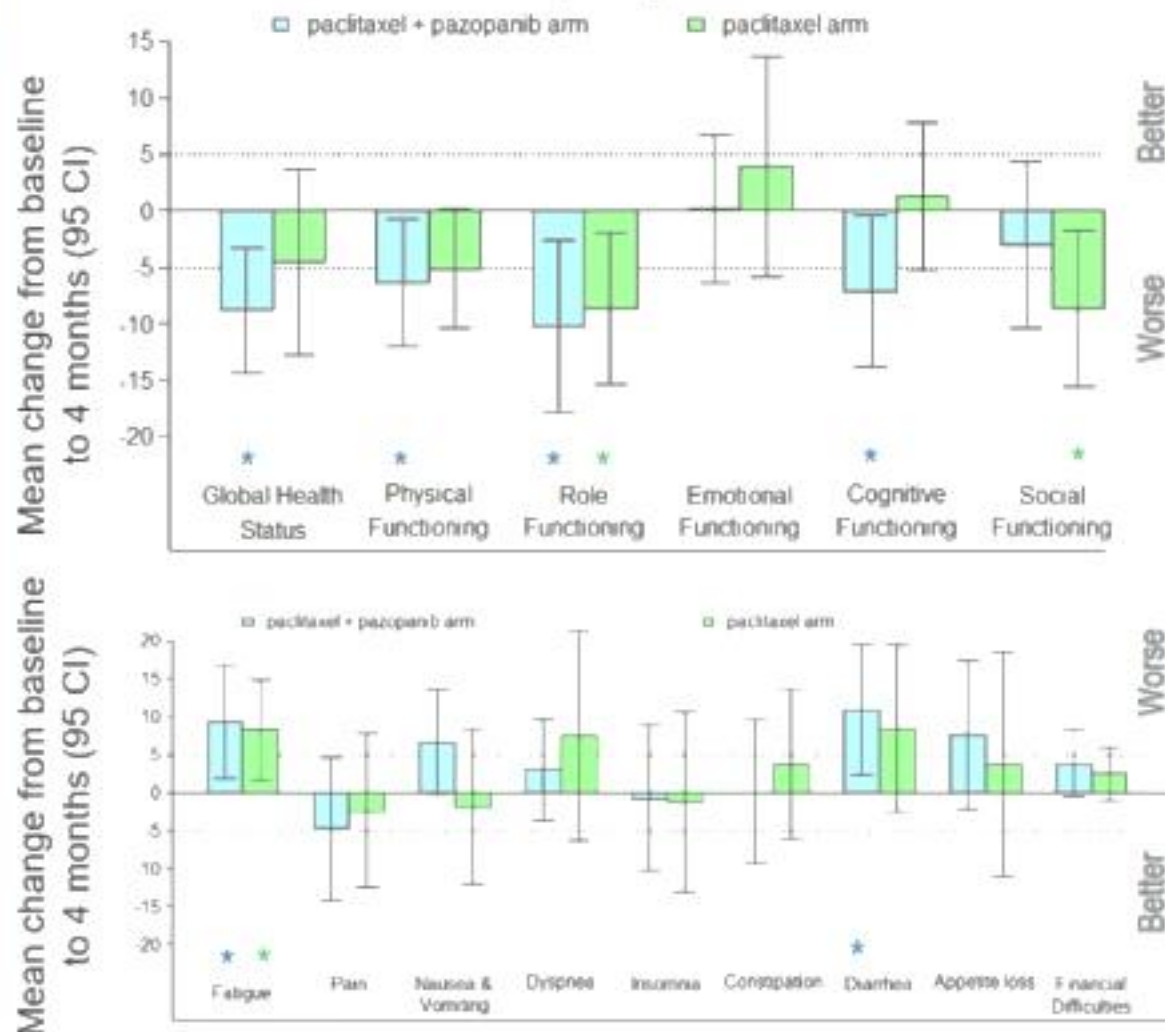 paclitaxel + pazopanib arm
paclitaxel arm
Mean change from baseline
to 4 months (95 CI)
15
10
5
0
-5
-10
-15
-20
Better
Worse
* * * * * *
Global Health
Status
Physical
Functioning
Role
Functioning
Emotional
Functioning
Cognitive
Functioning
Social
Functioning
paclitaxel + pazopanib arm
paclitaxel arm
Mean change from baseline
to 4 months (95 CI)
20
15
10
5
0
-5
-10
-15
-20
Worse
Better
* * *
Fatigue
Pain
Nausea &
Vomiting
Dyspnea
Insomnia
Constipation
Diarrhea
Appetite loss
Financial
Difficulties